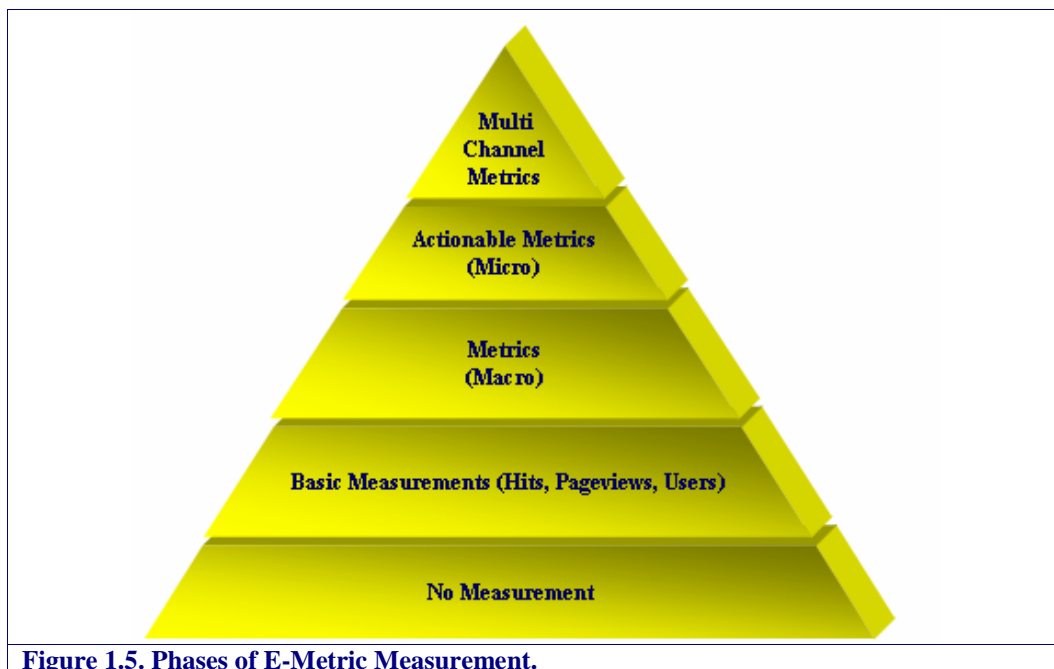 Multi
Channel
Metrics
Actionable Metrics
(Micro)
Metrics
(Macro)
Basic Measurements (Hits, Pageviews, Users)
No Measurement
Figure 1.5. Phases of E-Metric Measurement.